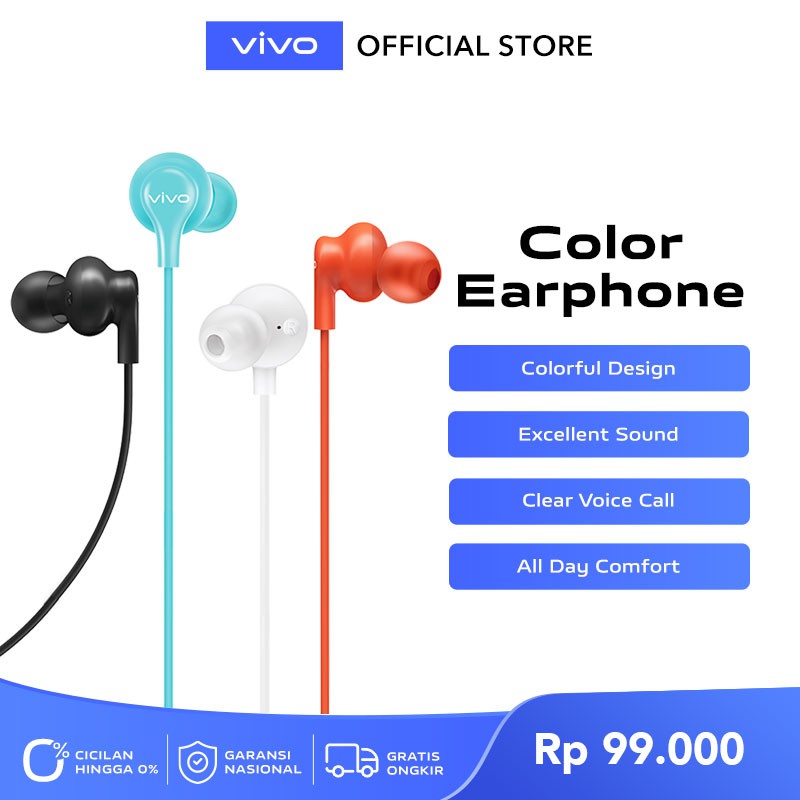 vivo OFFICIAL STORE
vivo
Color
Earphone
Colorful Design
Excellent Sound
Clear Voice Call
All Day Comfort
0% CICILAN
HINGGA 0%
GARANSI
NASIONAL
GRATIS
ONGKIR
Rp 99.000